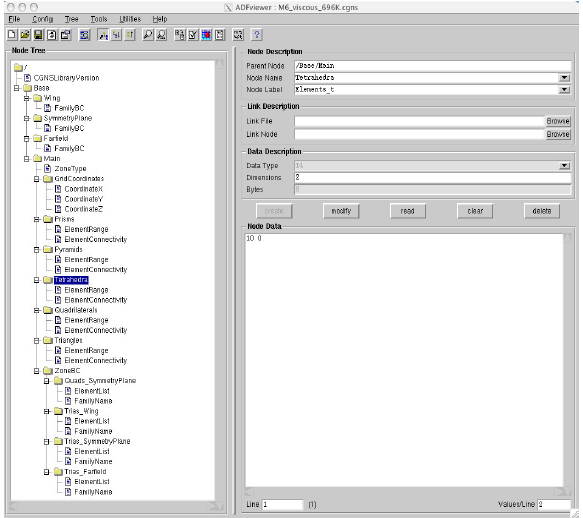 ADFviewer : M6_viscous_696K.cgns
File Config Tree Tools Utilities Help
Node Tree
/
CGNSLibraryVersion
Base
Wing
FamilyBC
SymmetryPlane
FamilyBC
Farfield
FamilyBC
Main
ZoneType
GridCoordinates
CoordinateX
CoordinateY
CoordinateZ
Prisms
ElementRange
ElementConnectivity
Pyramids
ElementRange
ElementConnectivity
Tetrahedra
ElementRange
ElementConnectivity
Quadrilaterals
ElementRange
ElementConnectivity
Triangles
ElementRange
ElementConnectivity
ZoneBC
Quads_SymmetryPlane
ElementList
FamilyName
Trias_Wing
ElementList
FamilyName
Trias_SymmetryPlane
ElementList
FamilyName
Trias_Farfield
ElementList
FamilyName
Node Description
Parent Node /Base/Main
Node Name Tetrahedra
Node Label Elements_t
Link Description
Link File Browse
Link Node Browse
Data Description
Data Type I4
Dimensions 2
Bytes 8
create modify read clear delete
Node Data
10 0
Line 1 (1) Values/Line 2